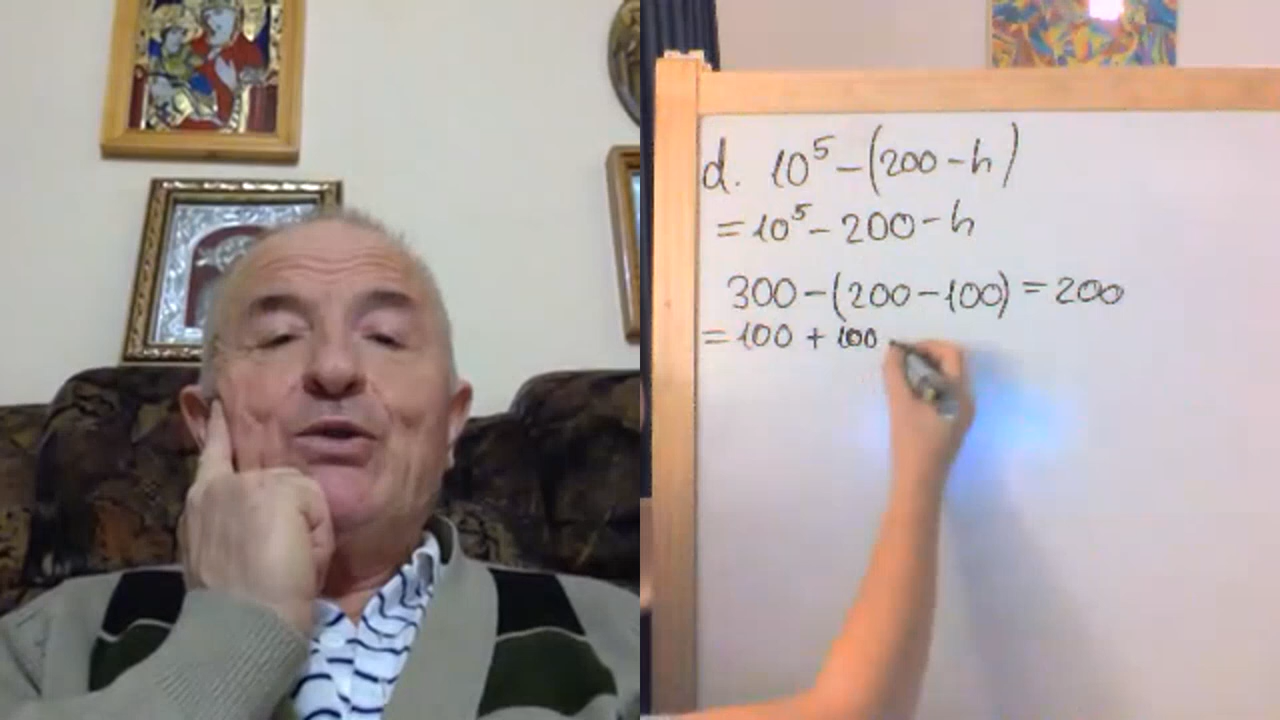 d. 10⁵ - (200 - h)
= 10⁵ - 200 - h
300 - (200 - 100) = 200
= 100 + 100